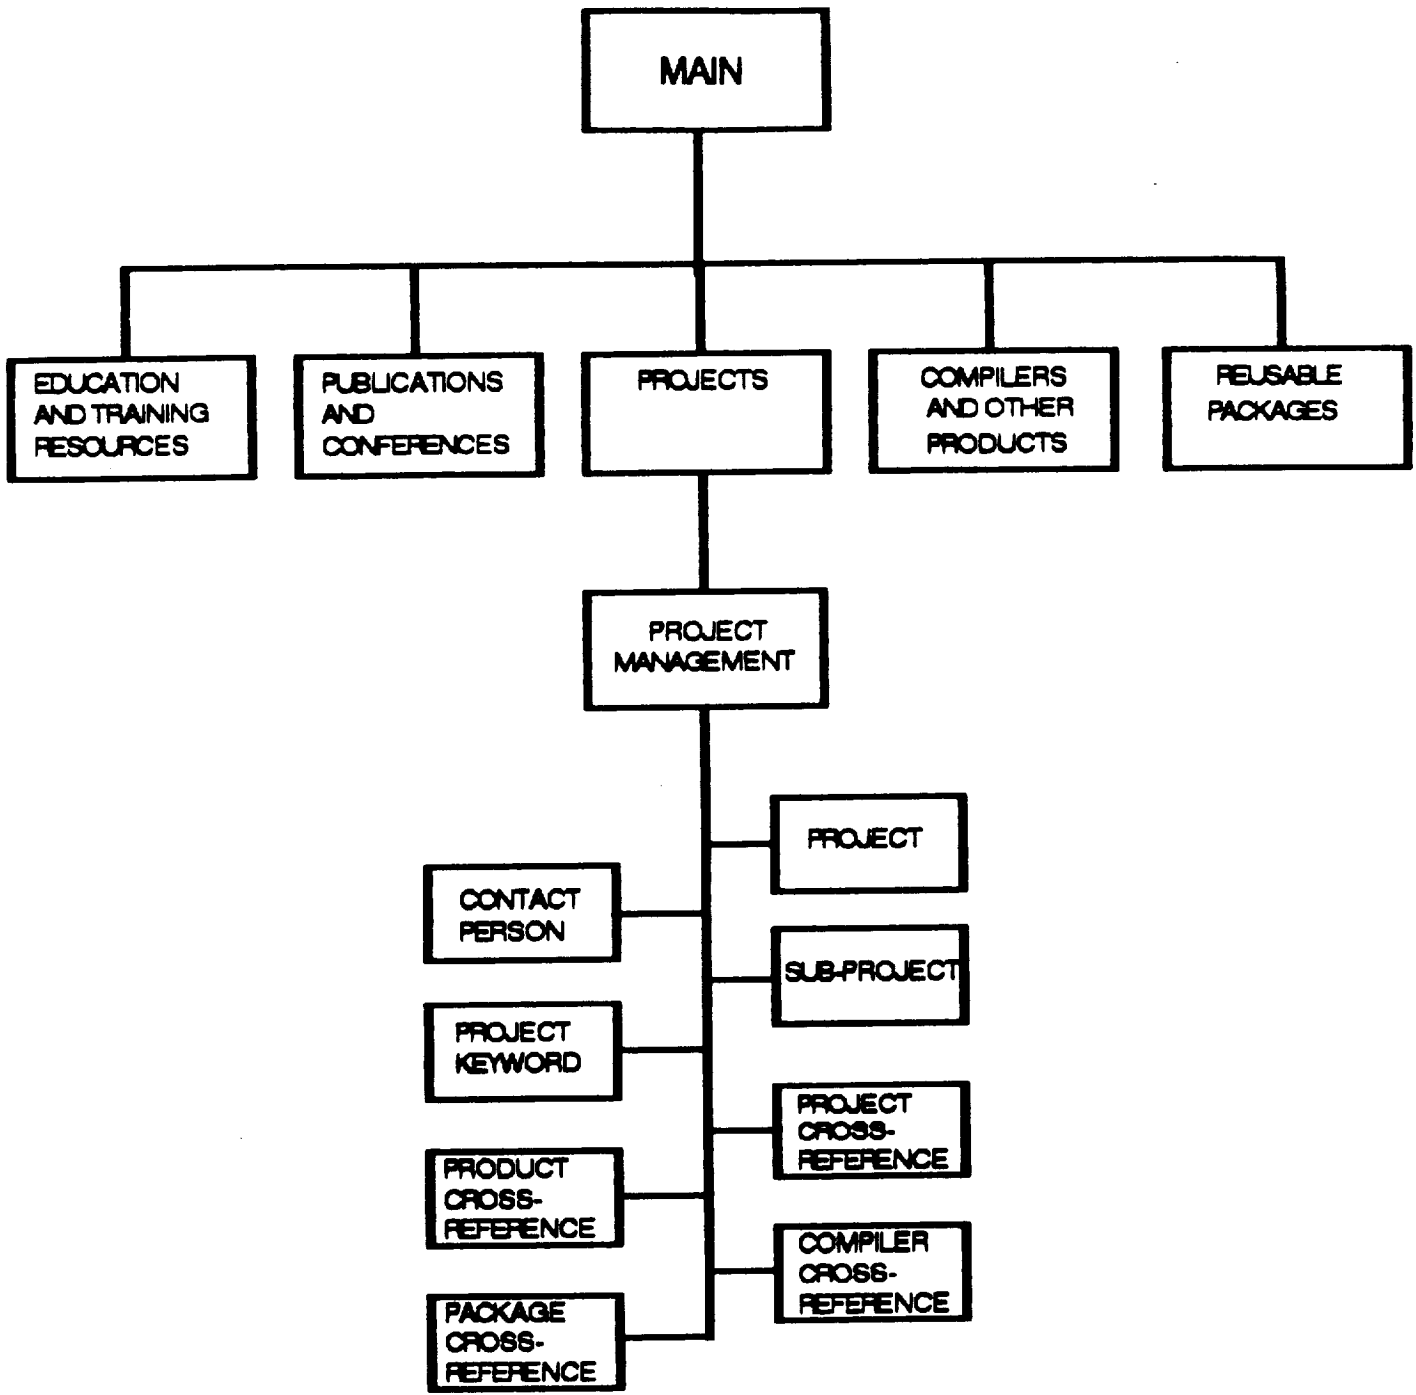 MAIN
EDUCATION
AND TRAINING
RESOURCES
PUBLICATIONS
AND
CONFERENCES
PROJECTS
COMPILERS
AND OTHER
PRODUCTS
REUSABLE
PACKAGES
PROJECT
MANAGEMENT
PROJECT
CONTACT
PERSON
SUB-PROJECT
PROJECT
KEYWORD
PROJECT
CROSS-
REFERENCE
PRODUCT
CROSS-
REFERENCE
COMPILER
CROSS-
REFERENCE
PACKAGE
CROSS-
REFERENCE